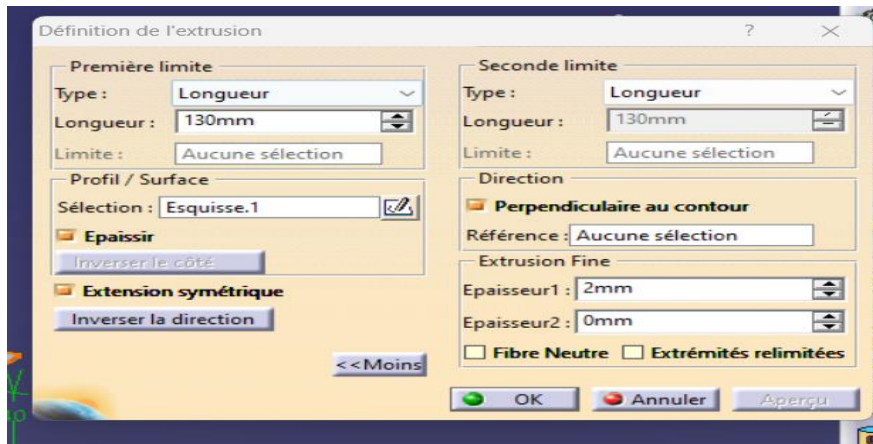 Définition de l'extrusion ? ×
Première limite
Type : Longueur
Longueur : 130mm
Limite : Aucune sélection
Profil / Surface
Sélection : Esquisse.1
Epaissir
Inverser le côté
Extension symétrique
Inverser la direction
<<Moins
Seconde limite
Type : Longueur
Longueur : 130mm
Limite : Aucune sélection
Direction
Perpendiculaire au contour
Référence : Aucune sélection
Extrusion Fine
Epaisseur1 : 2mm
Epaisseur2 : 0mm
Fibre Neutre Extrémités relimitées
OK Annuler Aperçu